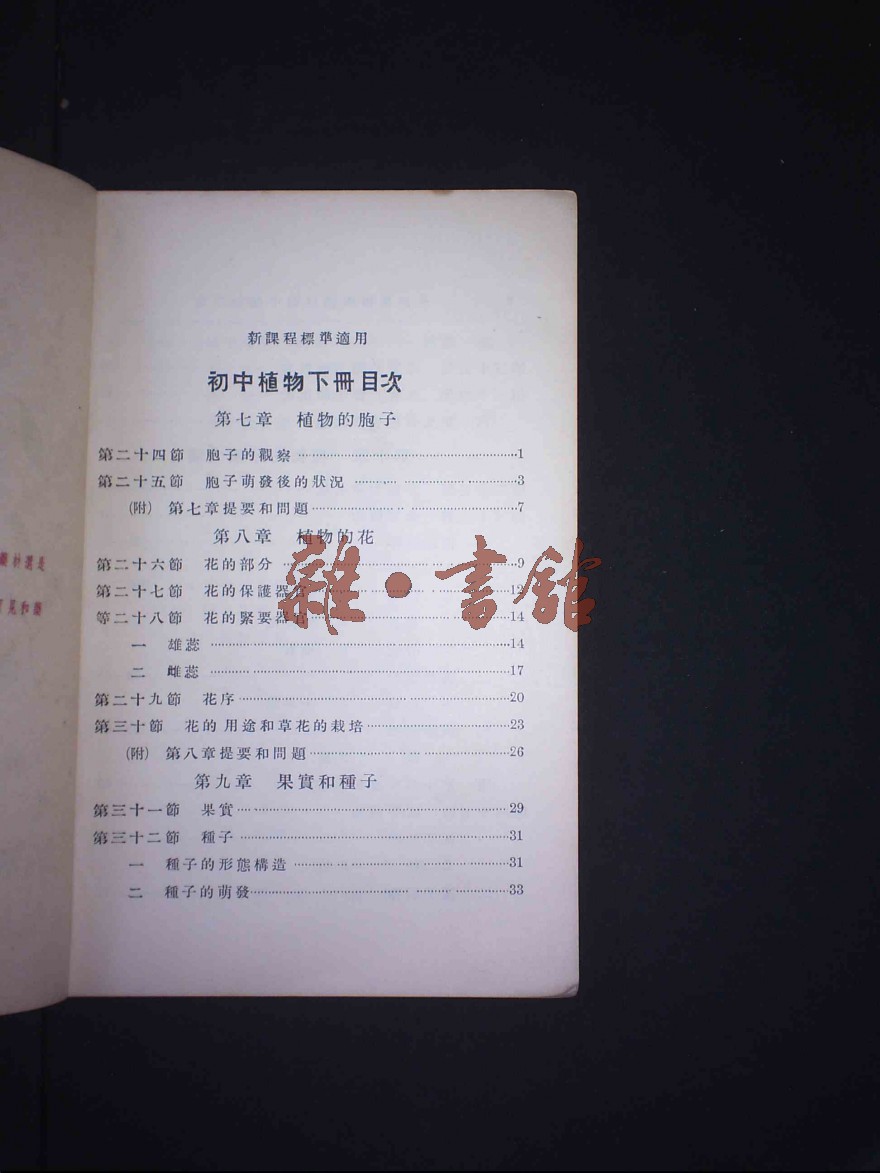 新課程標準適用
初中植物下冊目次
第七章 植物的胞子
第二十四節 胞子的觀察……1
第二十五節 胞子萌發後的狀況……3
(附) 第七章提要和問題……7
第八章 植物的花
第二十六節 花的部分……9
第二十七節 花的保護器官……12
等二十八節 花的緊要器官……14
一 雄蕊……14
二 雌蕊……17
第二十九節 花序……20
第三十節 花的用途和草花的栽培……23
(附) 第八章提要和問題……26
第九章 果實和種子
第三十一節 果實……29
第三十二節 種子……31
一 種子的形態構造……31
二 種子的萌發……33
雜·書館